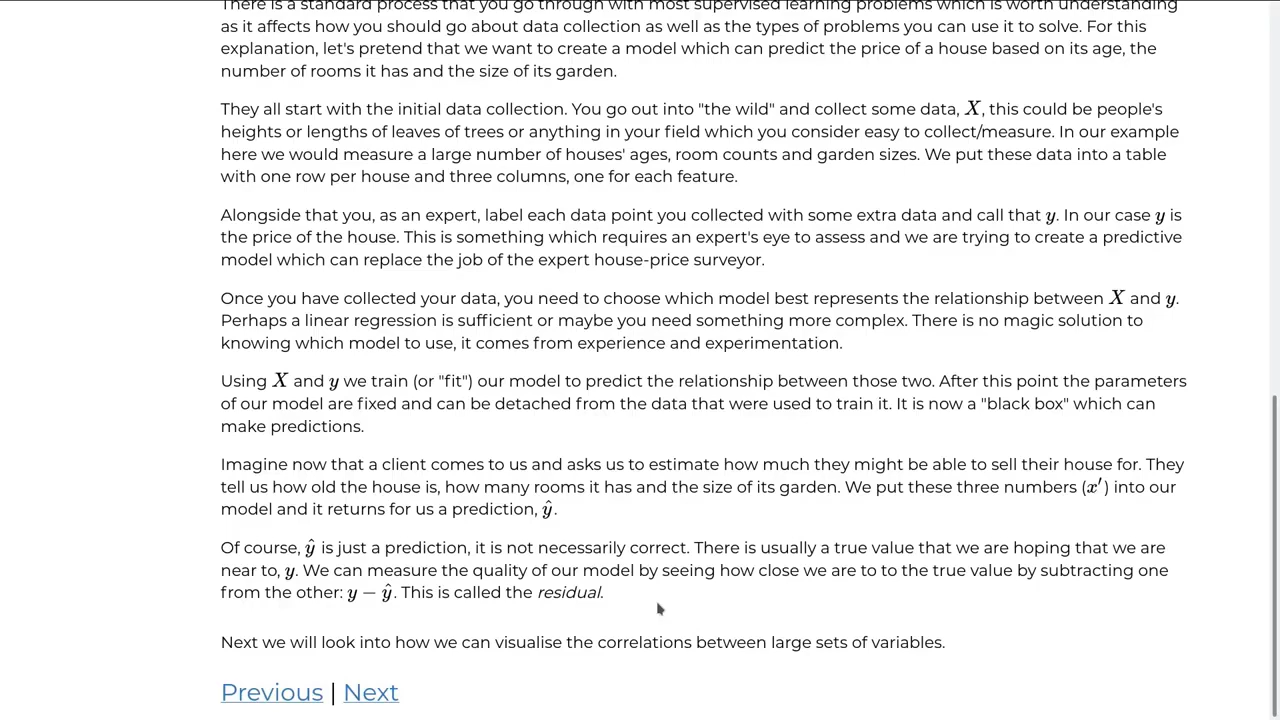 There is a standard process that you go through with most supervised learning problems which is worth understanding
as it affects how you should go about data collection as well as the types of problems you can use it to solve. For this
explanation, let's pretend that we want to create a model which can predict the price of a house based on its age, the
number of rooms it has and the size of its garden.
They all start with the initial data collection. You go out into "the wild" and collect some data, X, this could be people's
heights or lengths of leaves of trees or anything in your field which you consider easy to collect/measure. In our example
here we would measure a large number of houses' ages, room counts and garden sizes. We put these data into a table
with one row per house and three columns, one for each feature.
Alongside that you, as an expert, label each data point you collected with some extra data and call that y. In our case y is
the price of the house. This is something which requires an expert's eye to assess and we are trying to create a predictive
model which can replace the job of the expert house-price surveyor.
Once you have collected your data, you need to choose which model best represents the relationship between X and y.
Perhaps a linear regression is sufficient or maybe you need something more complex. There is no magic solution to
knowing which model to use, it comes from experience and experimentation.
Using X and y we train (or "fit") our model to predict the relationship between those two. After this point the parameters
of our model are fixed and can be detached from the data that were used to train it. It is now a "black box" which can
make predictions.
Imagine now that a client comes to us and asks us to estimate how much they might be able to sell their house for. They
tell us how old the house is, how many rooms it has and the size of its garden. We put these three numbers (x′) into our
model and it returns for us a prediction, ŷ.
Of course, ŷ is just a prediction, it is not necessarily correct. There is usually a true value that we are hoping that we are
near to, y. We can measure the quality of our model by seeing how close we are to to the true value by subtracting one
from the other: y − ŷ. This is called the residual.
Next we will look into how we can visualise the correlations between large sets of variables.
Previous | Next